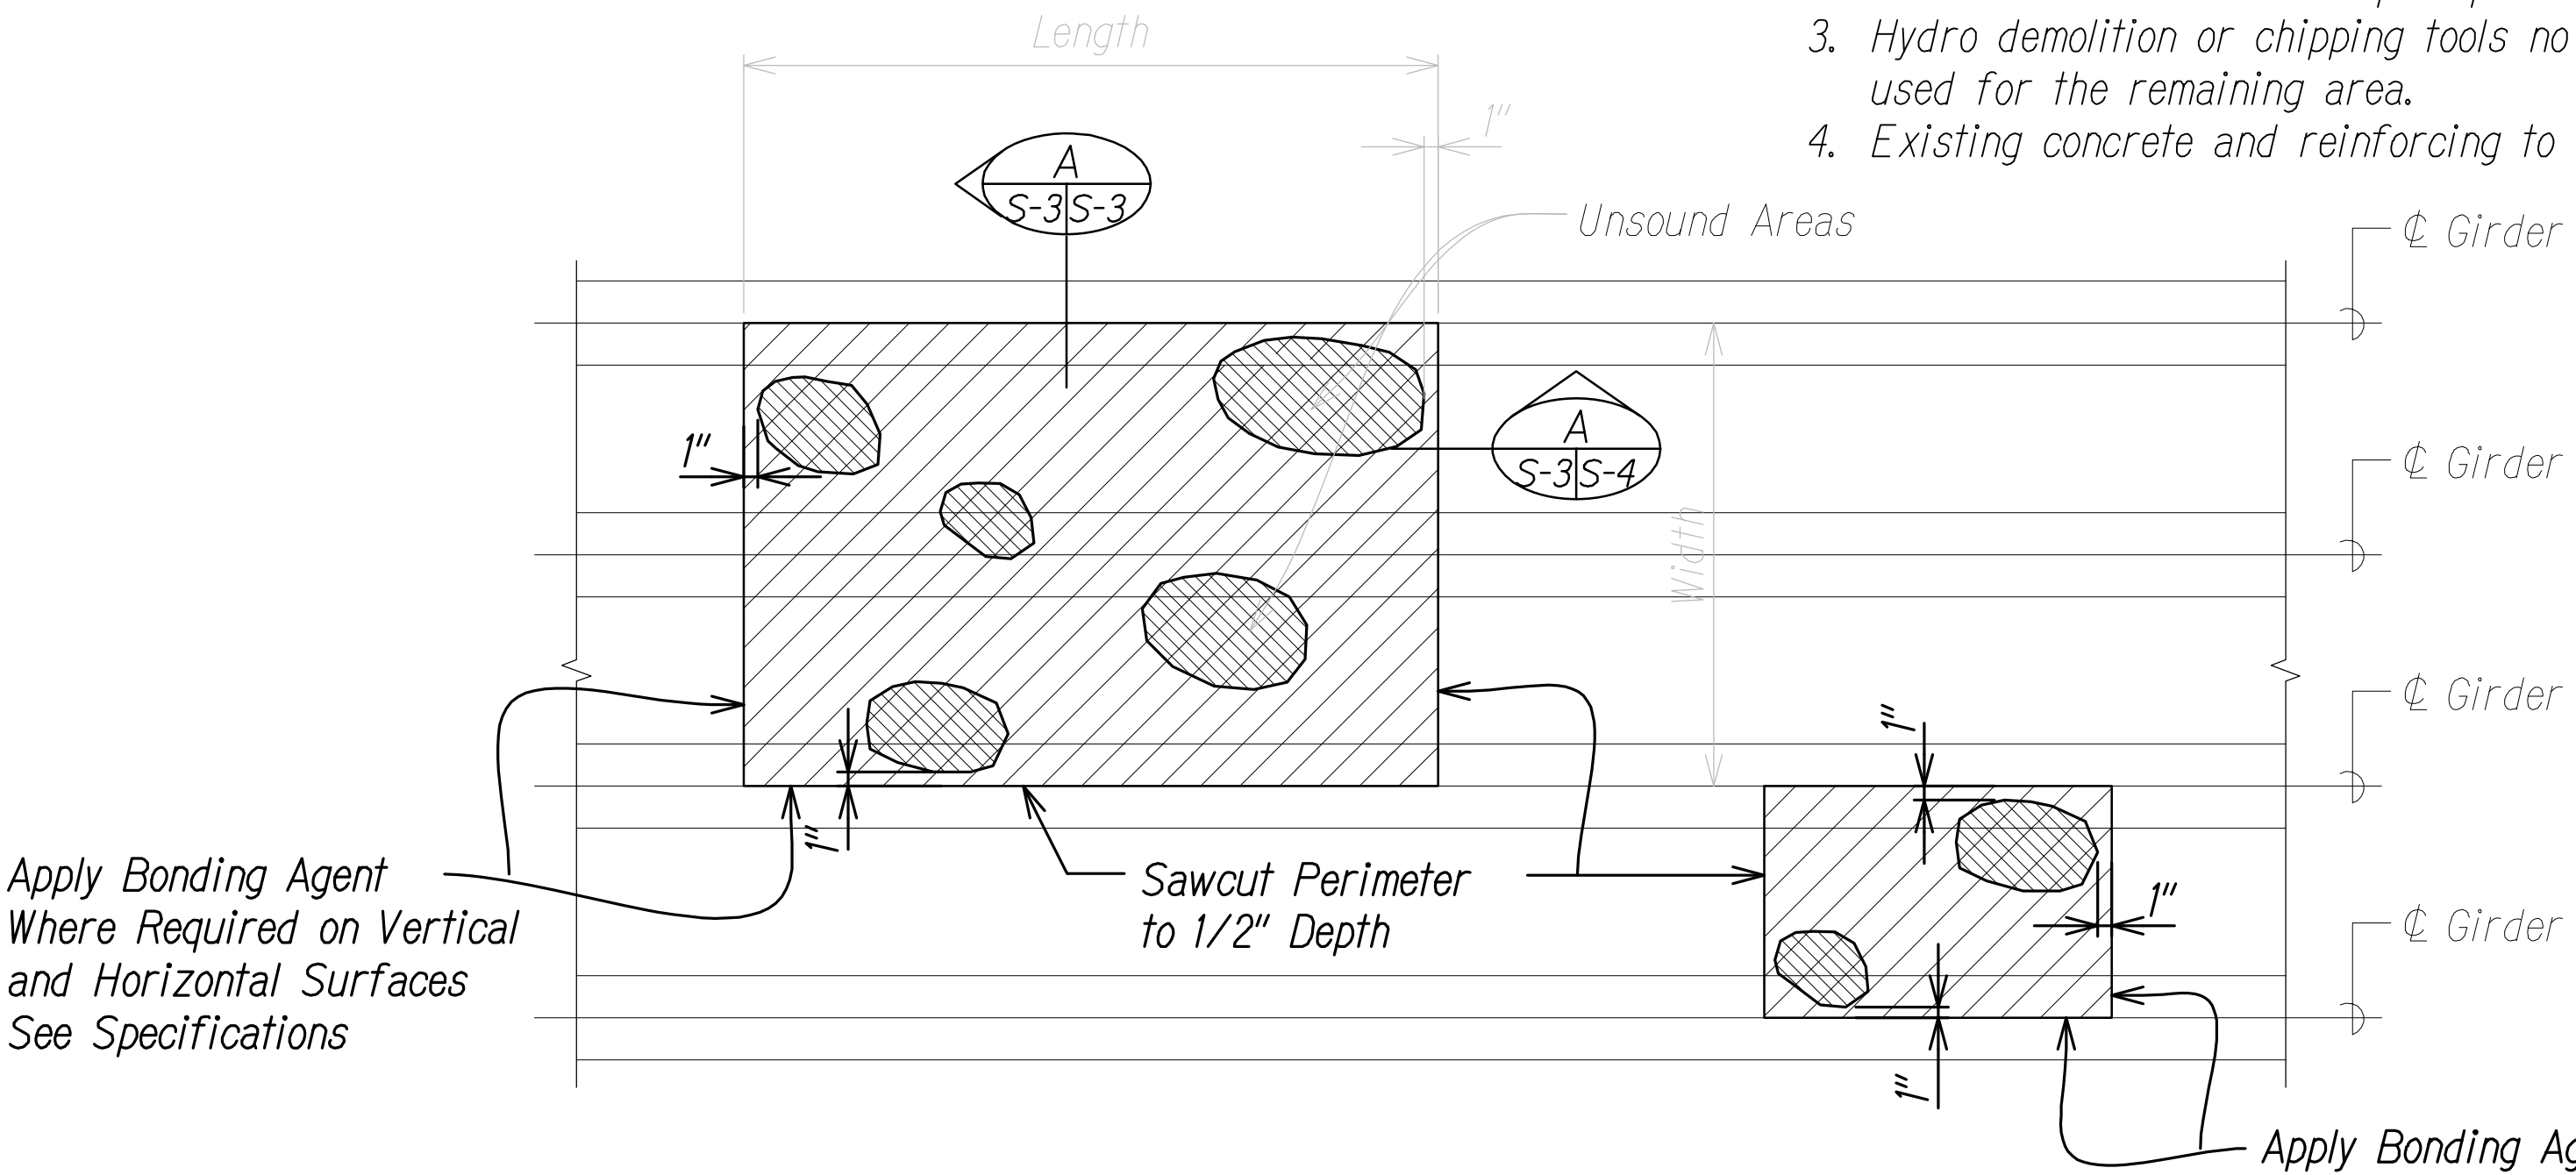 3. Hydro demolition or chipping tools no
used for the remaining area.
4. Existing concrete and reinforcing to
Length
1"
A
S-3 S-3
Unsound Areas
℄ Girder
1"
A
S-3 S-4
℄ Girder
Width
℄ Girder
1"
1"
Apply Bonding Agent
Where Required on Vertical
and Horizontal Surfaces
See Specifications
Sawcut Perimeter
to 1/2" Depth
1"
℄ Girder
1"
Apply Bonding